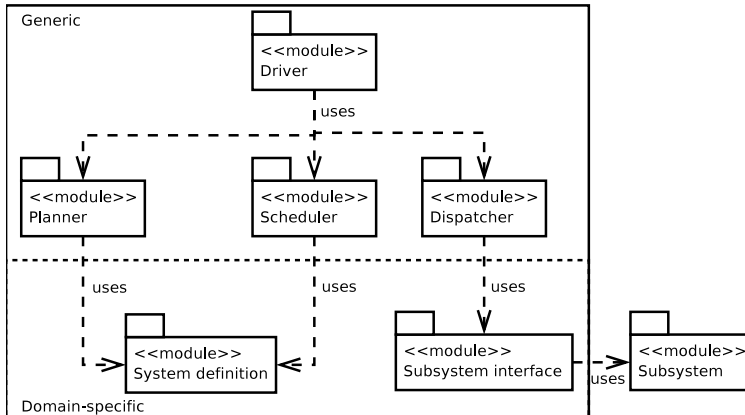 Generic
<<module>>
Driver
uses
<<module>>
Planner
<<module>>
Scheduler
<<module>>
Dispatcher
uses
uses
uses
<<module>>
System definition
<<module>>
Subsystem interface
uses
<<module>>
Subsystem
Domain-specific